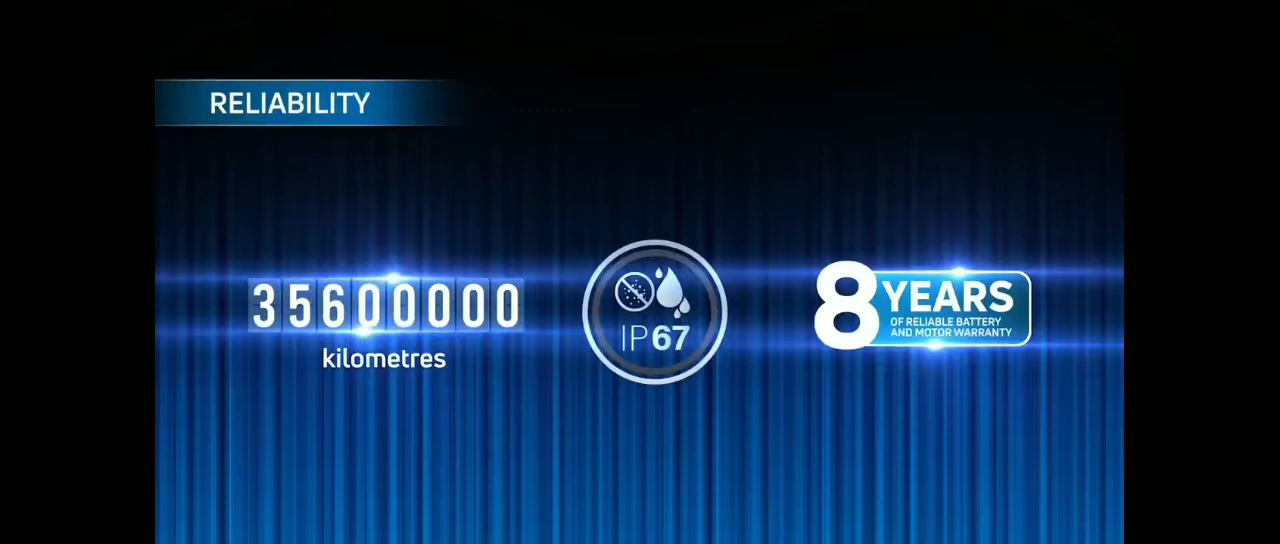 RELIABILITY
35600000
kilometres
IP67
8 YEARS
OF RELIABLE BATTERY
AND MOTOR WARRANTY